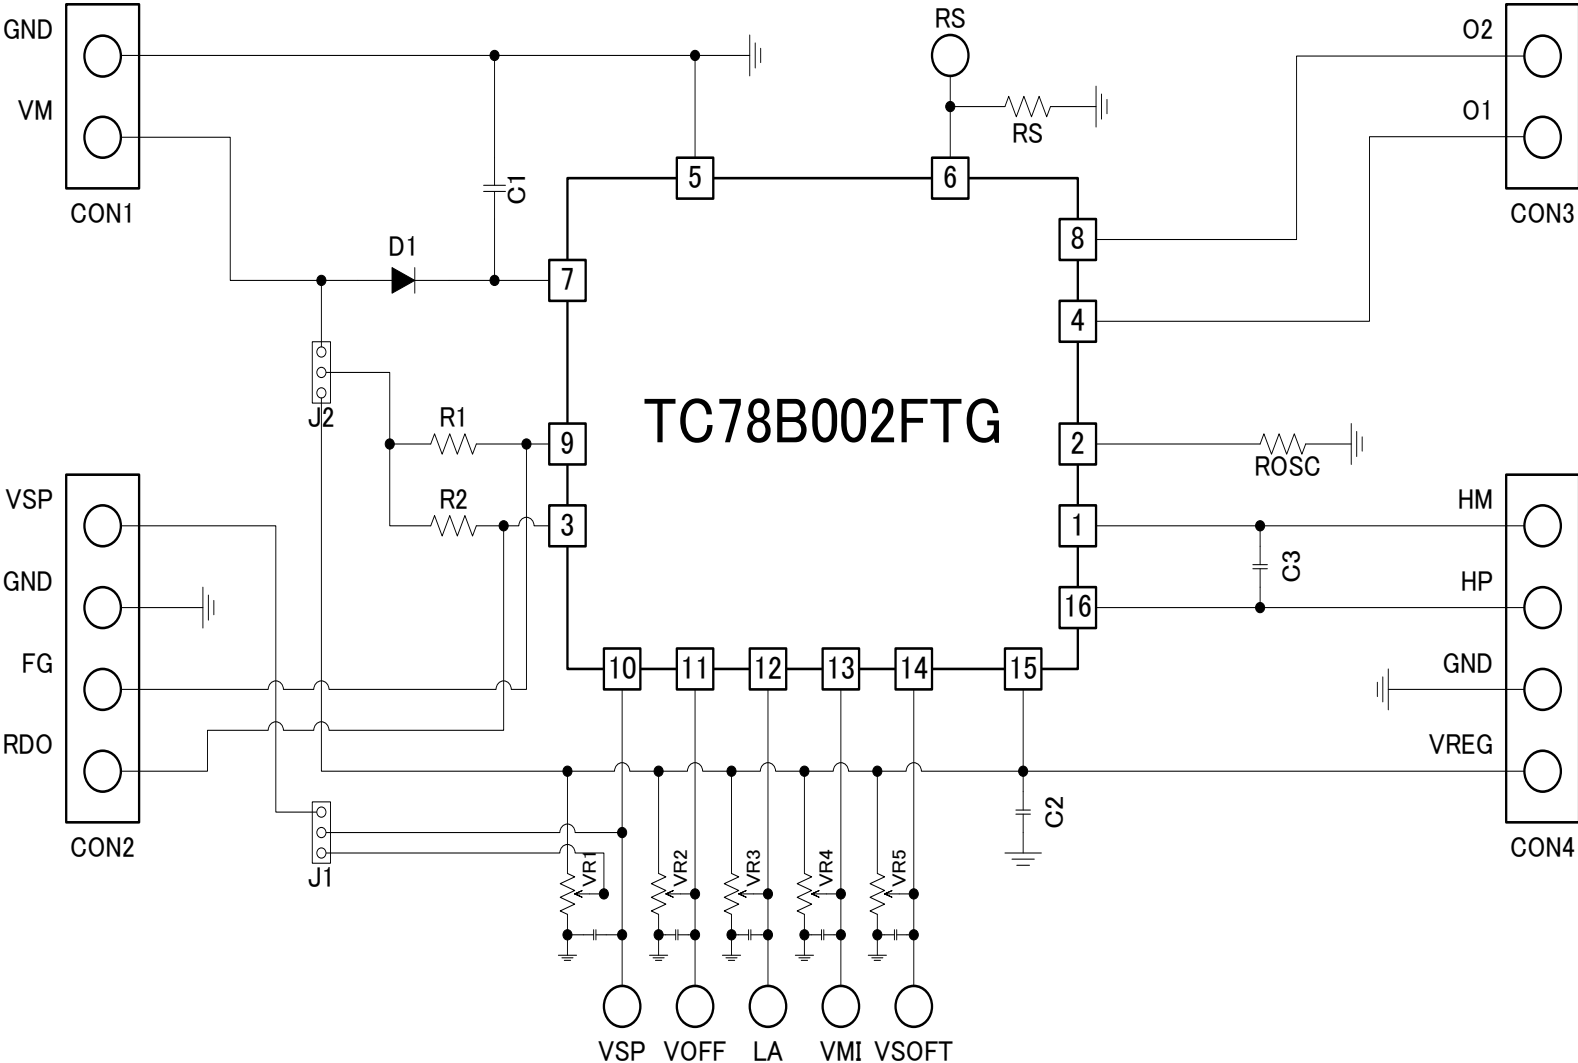 GND
VM
CON1
RS
RS
O2
O1
CON3
C1
D1
5
6
7
8
4
J2
R1
R2
9
3
TC78B002FTG
2
ROSC
1
16
C3
VSP
GND
FG
RDO
CON2
HM
HP
GND
VREG
CON4
10
11
12
13
14
15
C2
J1
VR1
VR2
VR3
VR4
VR5
VSP
VOFF
LA
VMI
VSOFT